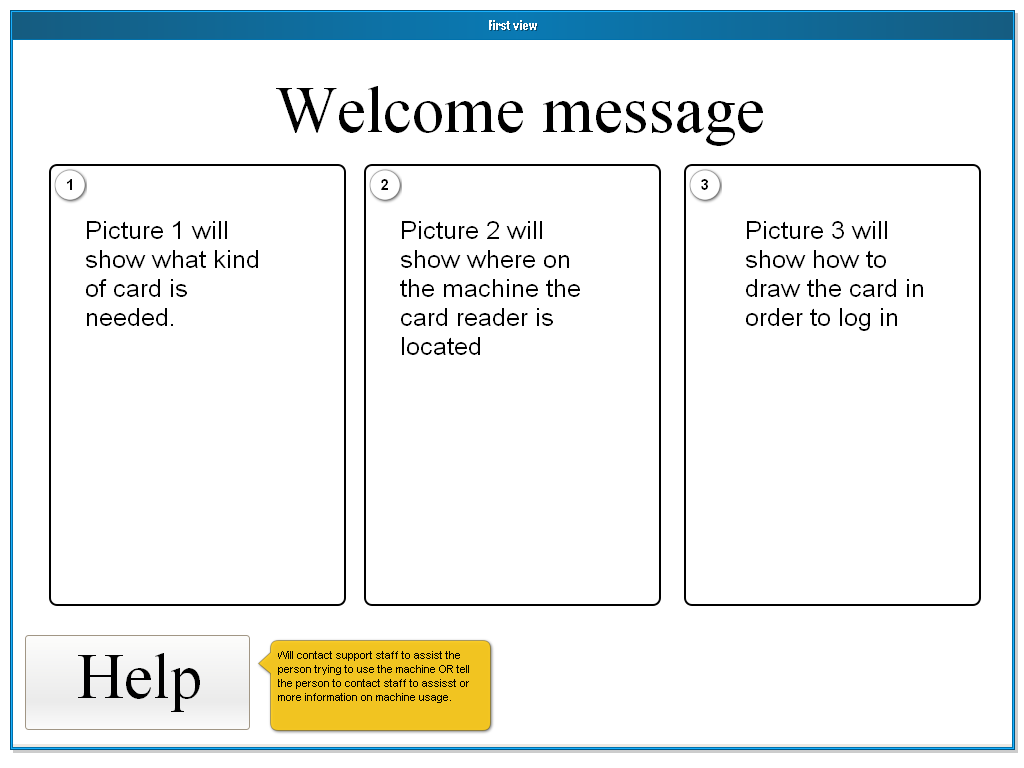 First view
Welcome message
1
Picture 1 will
show what kind
of card is
needed.
2
Picture 2 will
show where on
the machine the
card reader is
located
3
Picture 3 will
show how to
draw the card in
order to log in
Help
Will contact support staff to assist the
person trying to use the machine OR tell
the person to contact staff to assisst or
more information on machine usage.